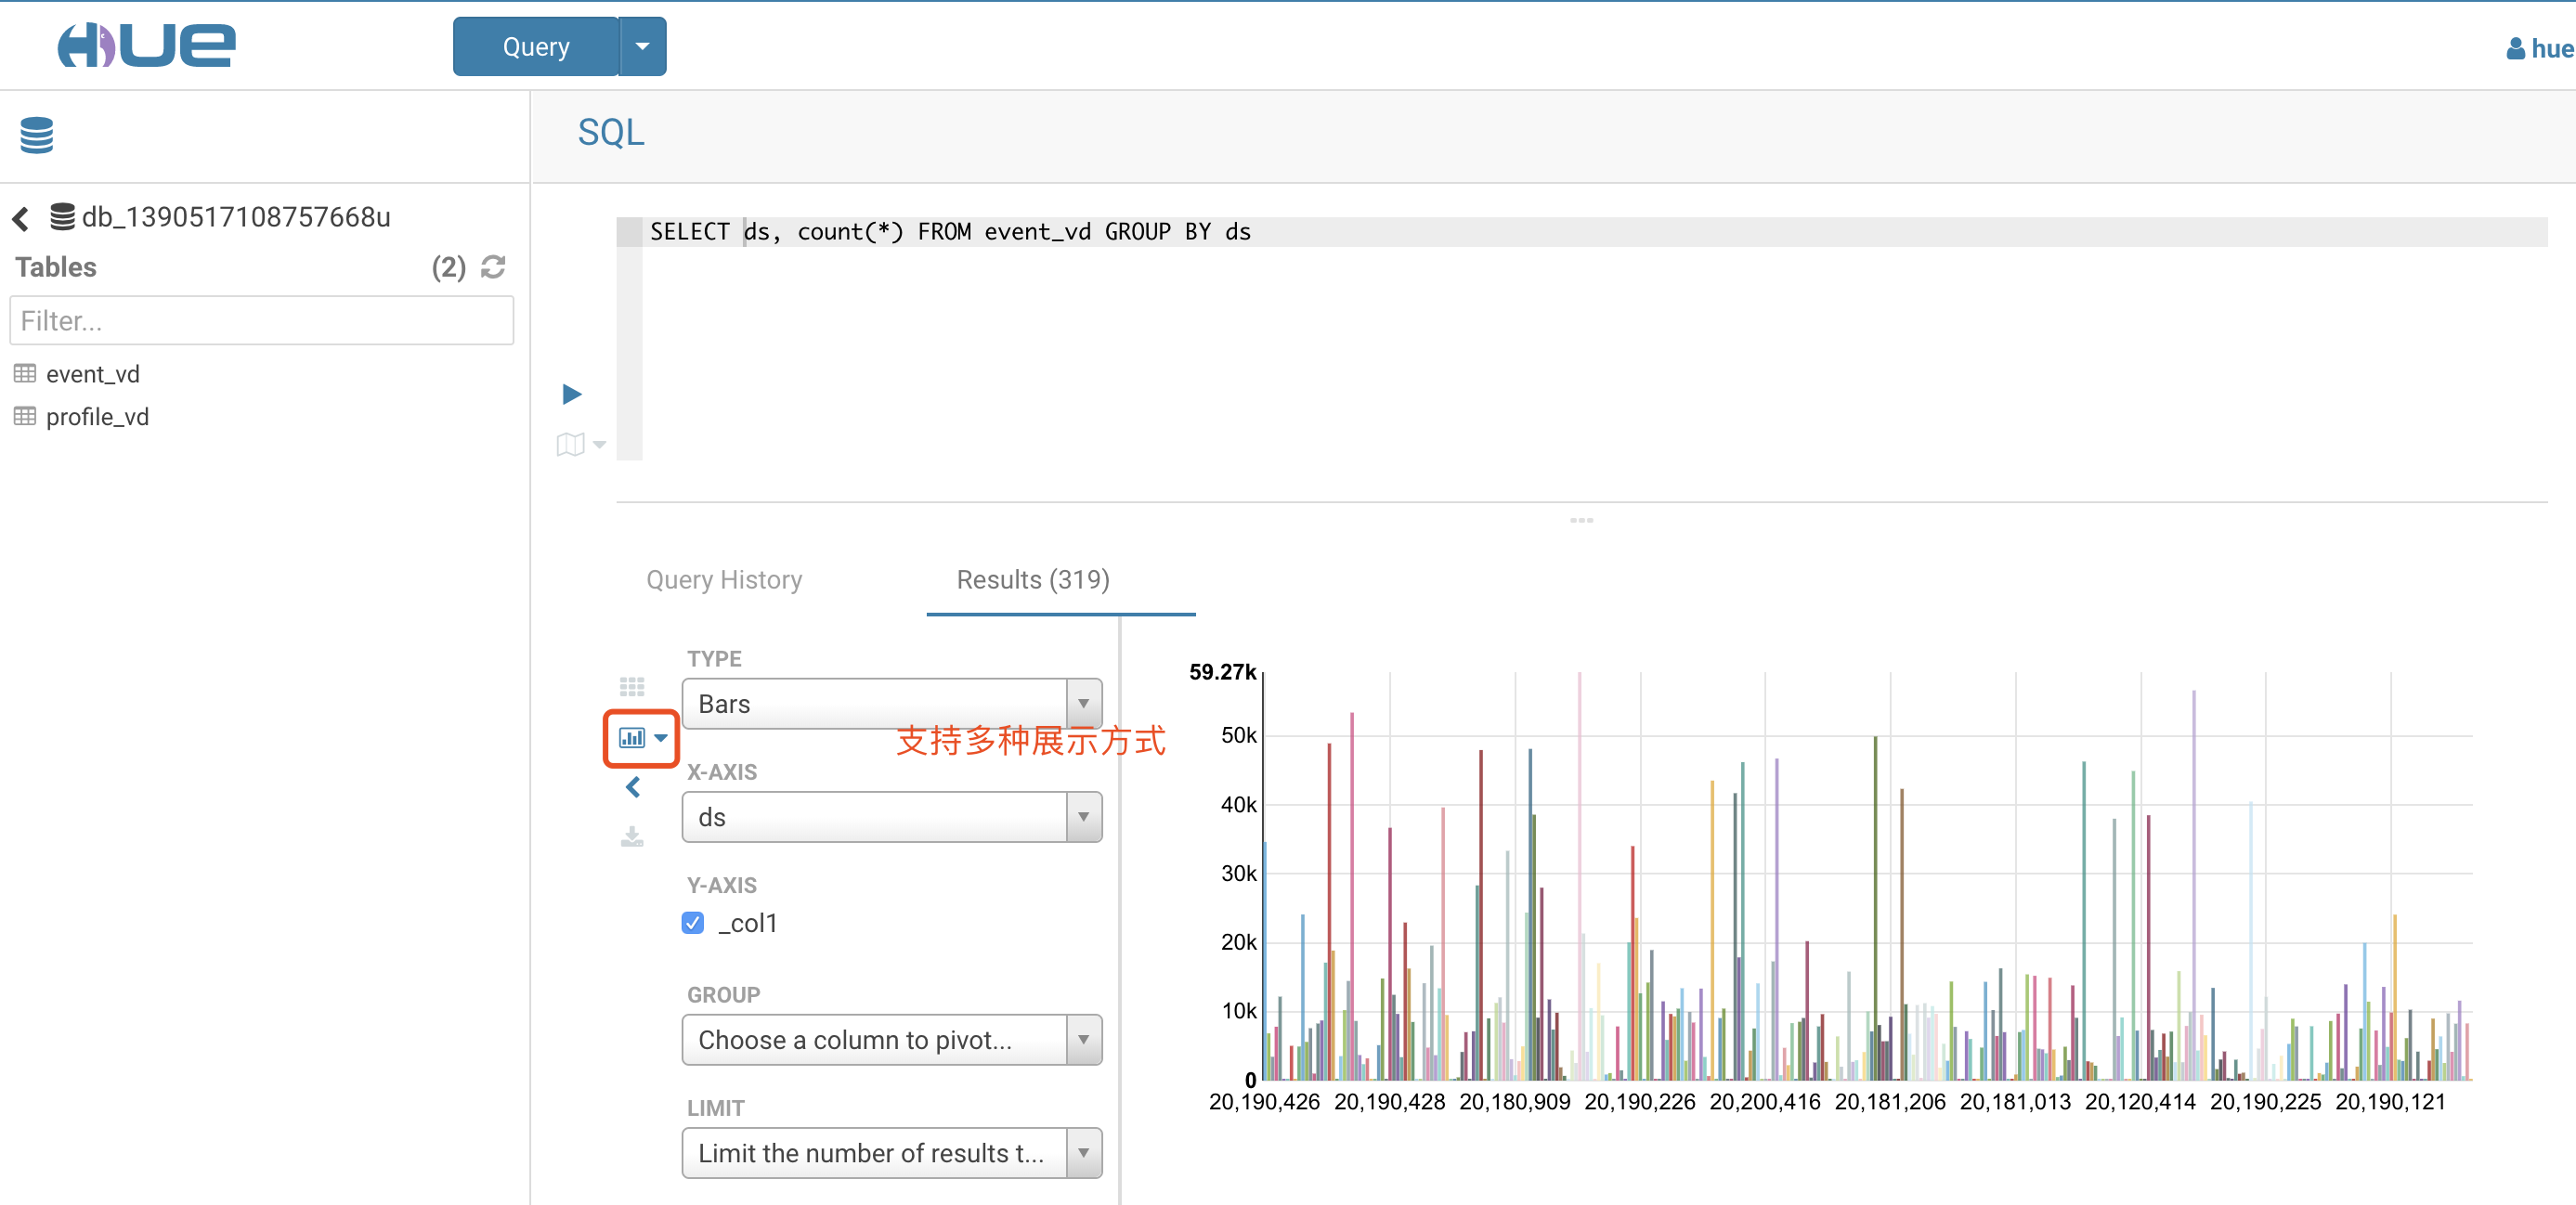 HUE
Query
hue
SQL
db_1390517108757668u
Tables (2)
Filter...
event_vd
profile_vd
SELECT ds, count(*) FROM event_vd GROUP BY ds
Query History
Results (319)
TYPE
Bars
支持多种展示方式
X-AXIS
ds
Y-AXIS
_col1
GROUP
Choose a column to pivot...
LIMIT
Limit the number of results t...
59.27k
50k
40k
30k
20k
10k
0
20,190,426 20,190,428 20,180,909 20,190,226 20,200,416 20,181,206 20,181,013 20,120,414 20,190,225 20,190,121